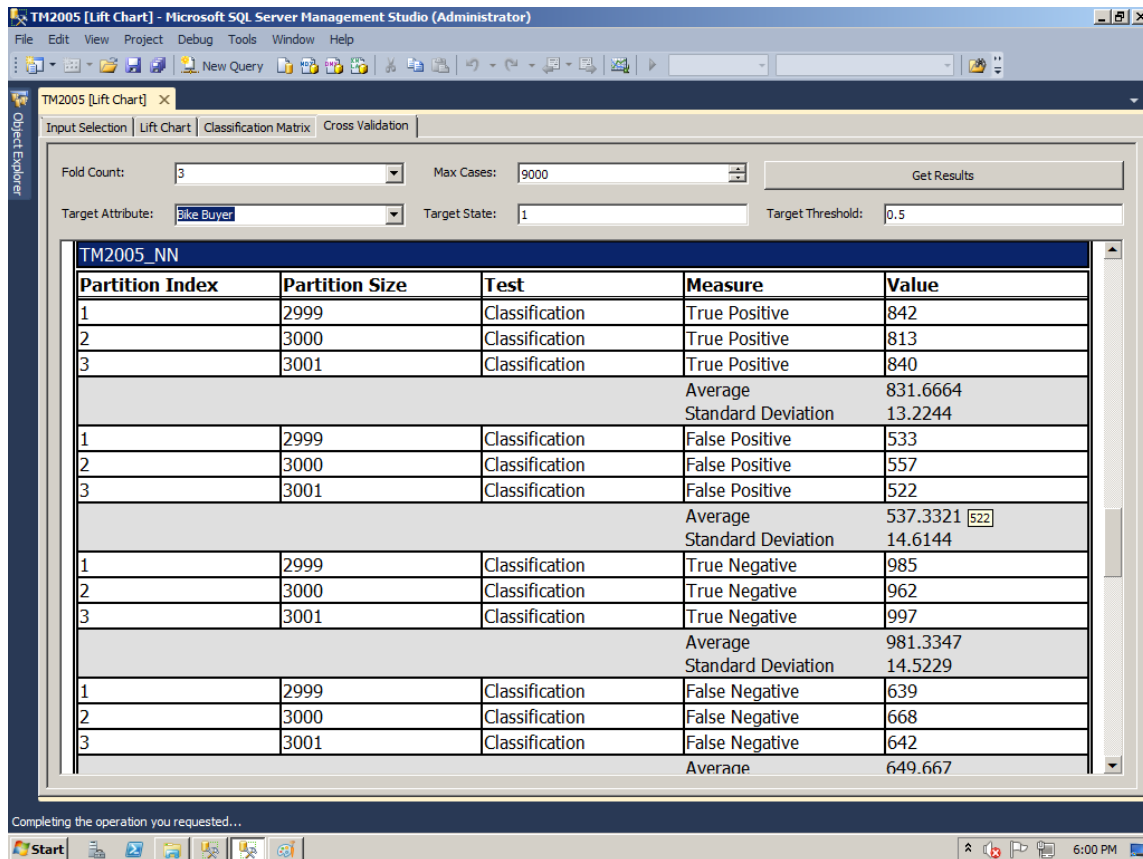 TM2005 [Lift Chart] - Microsoft SQL Server Management Studio (Administrator)
File Edit View Project Debug Tools Window Help
New Query
Object Explorer
TM2005 [Lift Chart]
Input Selection Lift Chart Classification Matrix Cross Validation
Fold Count: 3 Max Cases: 9000 Get Results
Target Attribute: Bike Buyer Target State: 1 Target Threshold: 0.5
TM2005_NN
Partition Index Partition Size Test Measure Value
1 2999 Classification True Positive 842
2 3000 Classification True Positive 813
3 3001 Classification True Positive 840
Average 831.6664
Standard Deviation 13.2244
1 2999 Classification False Positive 533
2 3000 Classification False Positive 557
3 3001 Classification False Positive 522
Average 537.3321 522
Standard Deviation 14.6144
1 2999 Classification True Negative 985
2 3000 Classification True Negative 962
3 3001 Classification True Negative 997
Average 981.3347
Standard Deviation 14.5229
1 2999 Classification False Negative 639
2 3000 Classification False Negative 668
3 3001 Classification False Negative 642
Average 649.667
Completing the operation you requested...
Start 6:00 PM